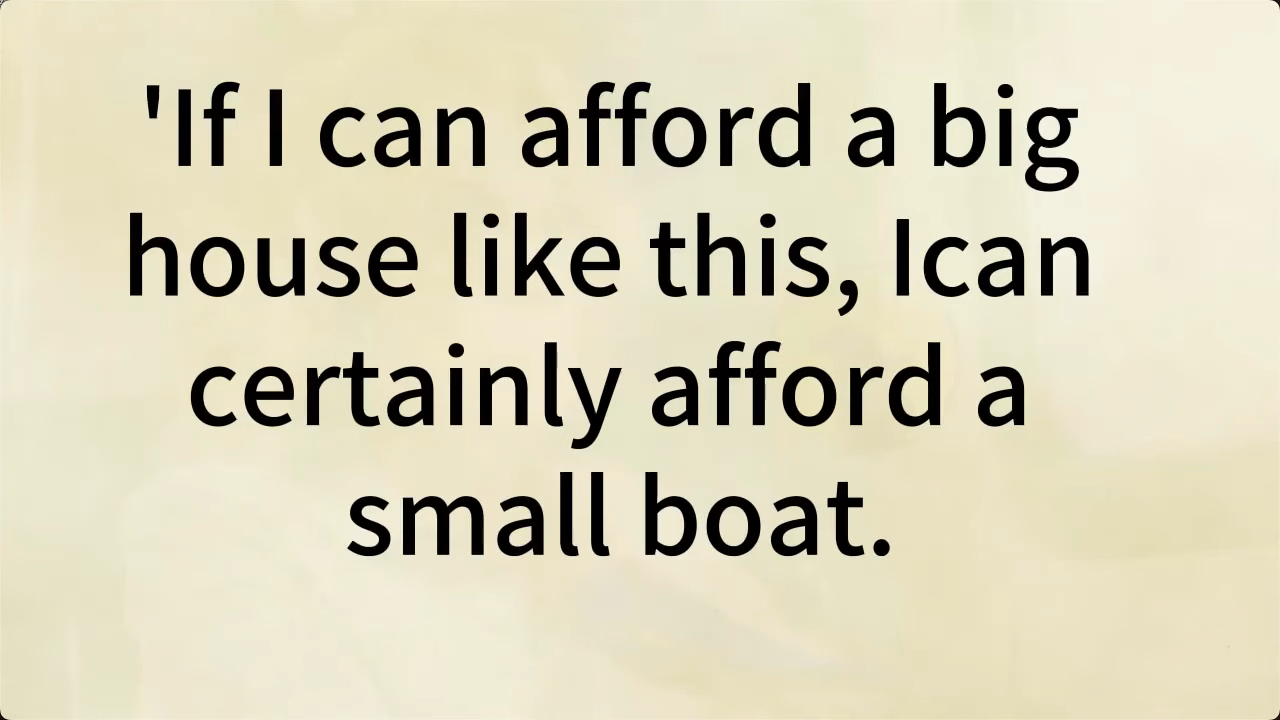 'If I can afford a big
house like this, Ican
certainly afford a
small boat.